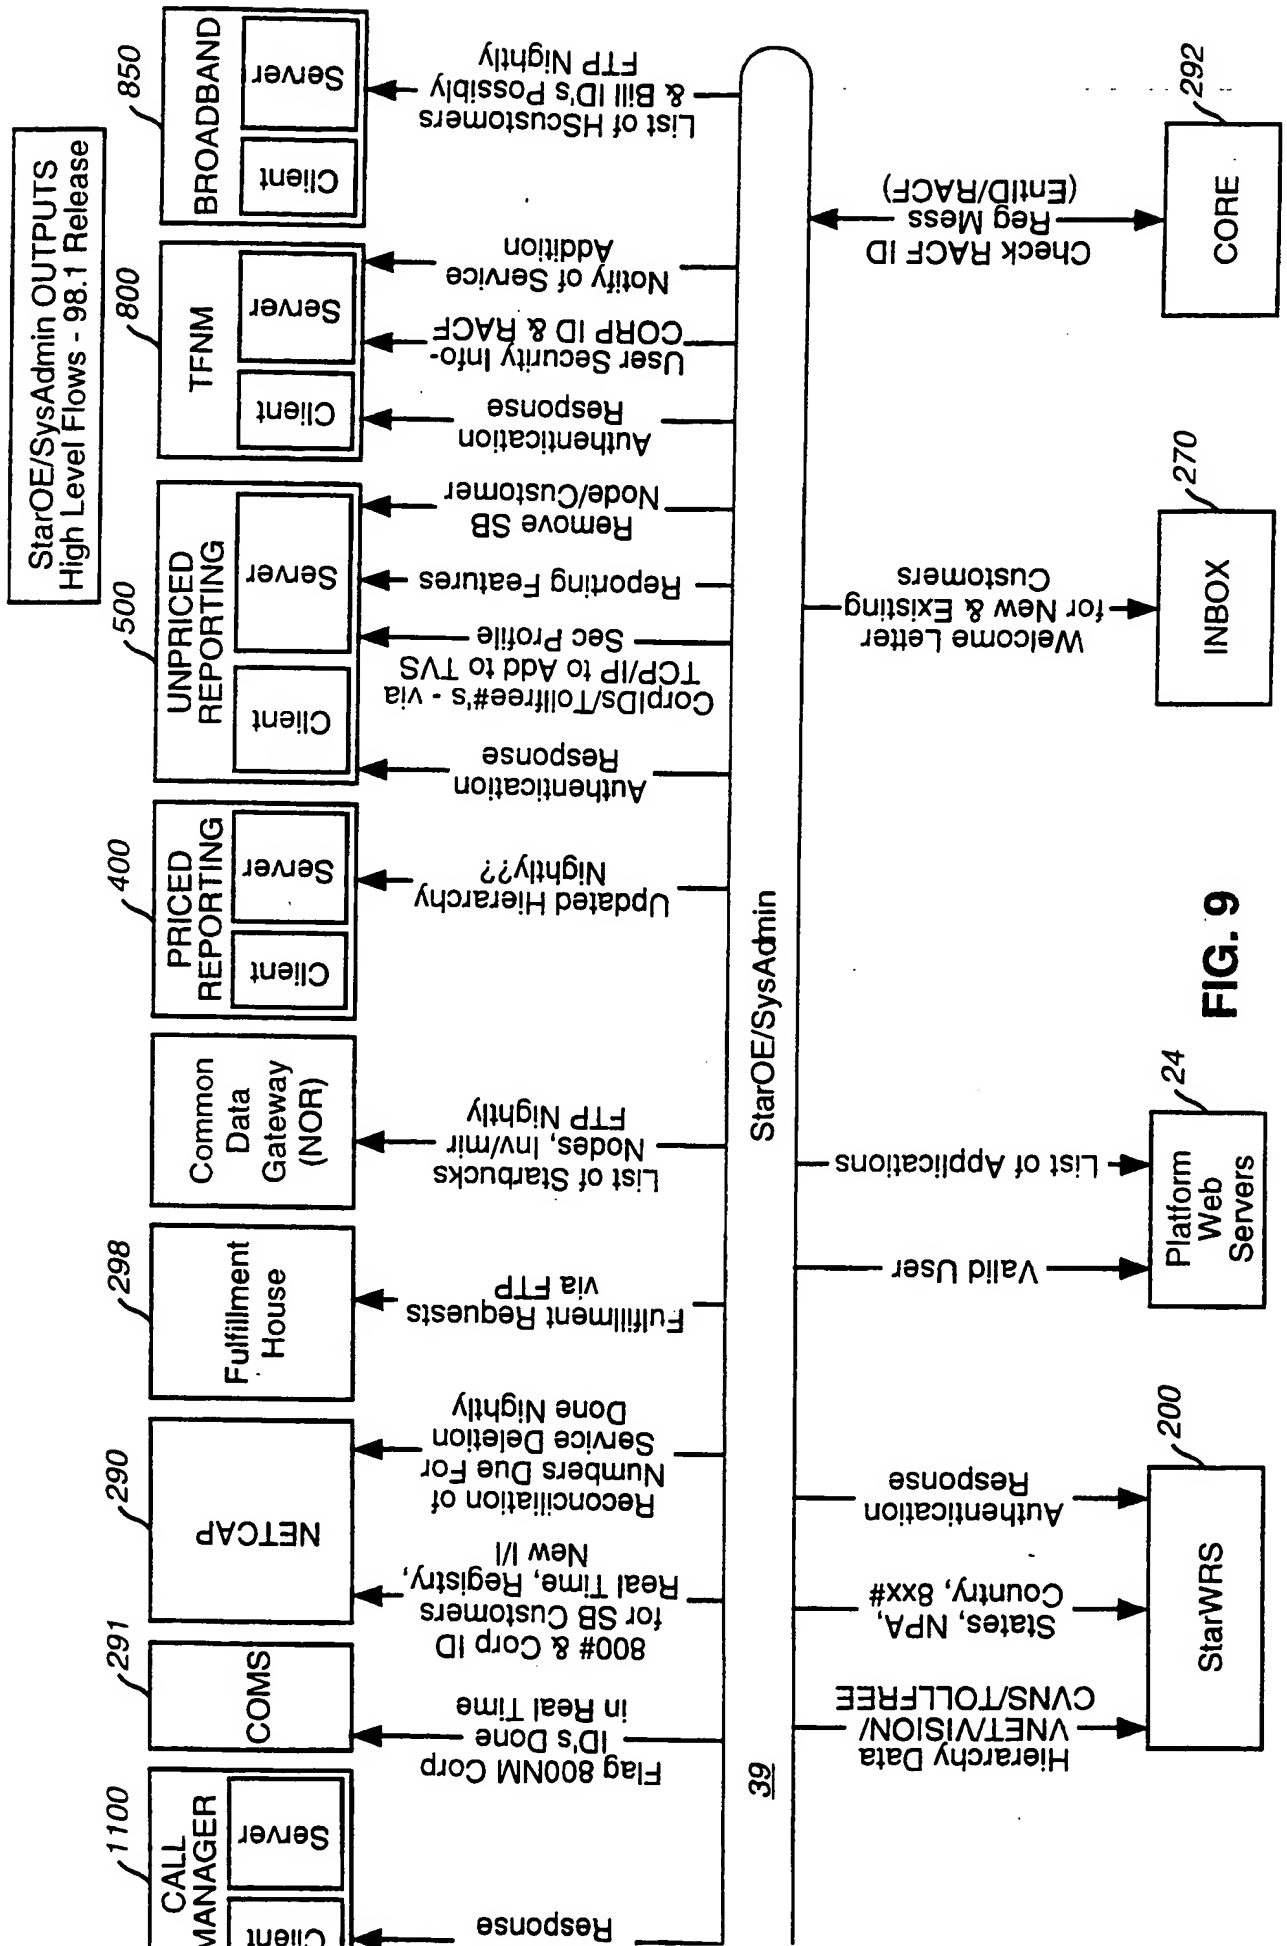 StarOE/SysAdmin OUTPUTS
High Level Flows - 98.1 Release
1100
CALL
MANAGER
Client
Server
291
COMS
290
NETCAP
298
Fulfillment
House
Common
Data
Gateway
(NOR)
400
PRICED
REPORTING
Client
Server
500
UNPRICED
REPORTING
Client
Server
800
TFNM
Client
Server
850
BROADBAND
Client
Server
Response
Flag 800NM Corp
ID's Done
in Real Time
800# & Corp ID
for SB Customers
Real Time, Registry,
New I/I
Reconciliation of
Numbers Due For
Service Deletion
Done Nightly
Fulfillment Requests
via FTP
List of Starbucks
Nodes, Inv/mir
FTP Nightly
Updated Hierarchy
Nightly??
Authentication
Response
CorpIDs/Tollfree#'s - via
TCP/IP to Add to TVS
Sec Profile
Reporting Features
Remove SB
Node/Customer
Authentication
Response
User Security Info-
CORP ID & RACF
Notify of Service
Addition
List of HScustomers
& Bill ID's Possibly
FTP Nightly
39
StarOE/SysAdmin
Hierarchy Data
VNET/VISION/
CVNS/TOLLFREE
States, NPA,
Country, 8xx#
Authentication
Response
Valid User
List of Applications
Welcome Letter
for New & Existing
Customers
Check RACF ID
Reg Mess
(EntID/RACF)
StarWRS
200
Platform
Web
Servers
24
INBOX
270
CORE
292
FIG. 9